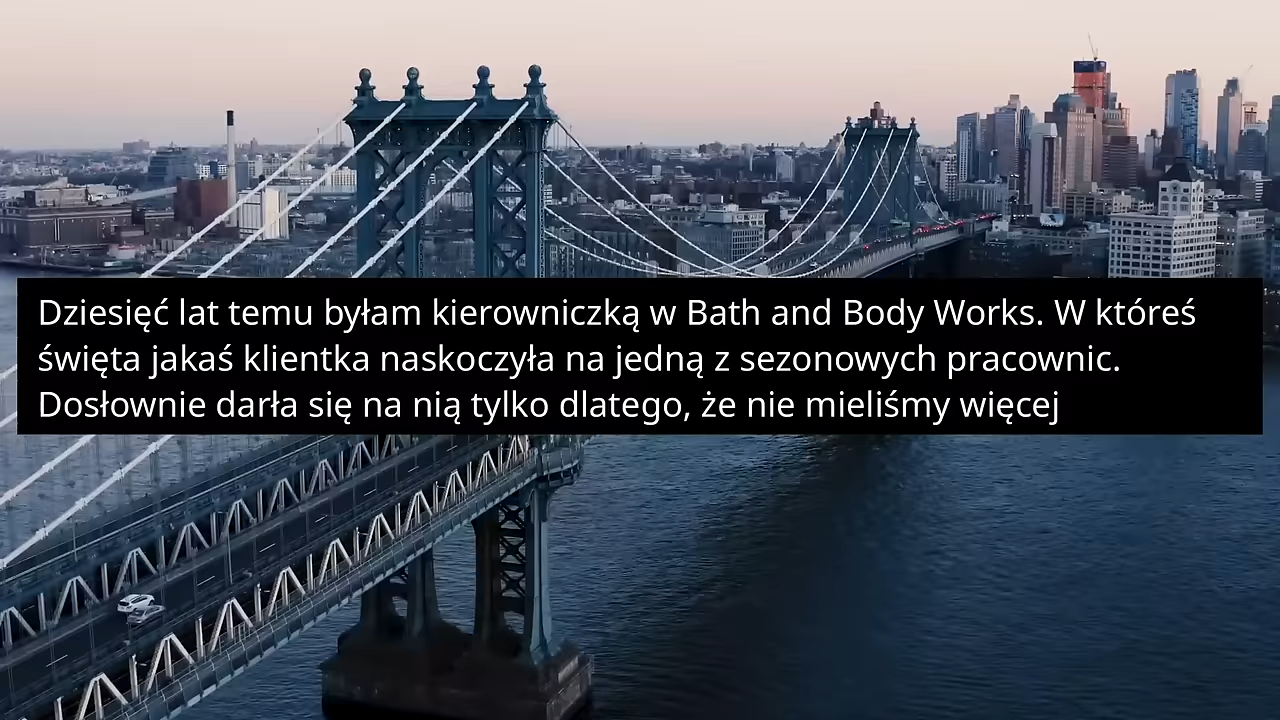 Dziesięć lat temu byłam kierowniczką w Bath and Body Works. W któreś
święta jakaś klientka naskoczyła na jedną z sezonowych pracownic.
Dosłownie darła się na nią tylko dlatego, że nie mieliśmy więcej